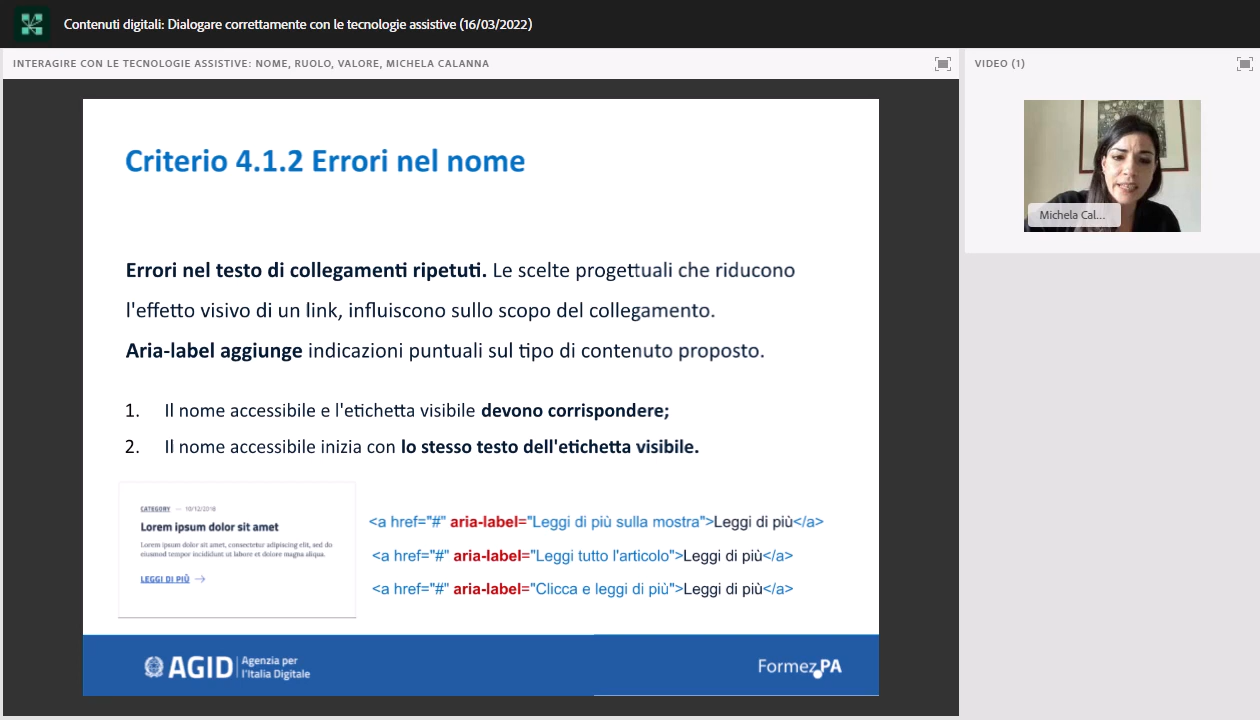 Contenuti digitali: Dialogare correttamente con le tecnologie assistive (16/03/2022)
INTERAGIRE CON LE TECNOLOGIE ASSISTIVE: NOME, RUOLO, VALORE, MICHELA CALANNA
VIDEO (1)
Michela Cal...
Criterio 4.1.2 Errori nel nome
Errori nel testo di collegamenti ripetuti. Le scelte progettuali che riducono
l'effetto visivo di un link, influiscono sullo scopo del collegamento.
Aria-label aggiunge indicazioni puntuali sul tipo di contenuto proposto.
1. Il nome accessibile e l'etichetta visibile devono corrispondere;
2. Il nome accessibile inizia con lo stesso testo dell'etichetta visibile.
CATEGORY — 10/12/2018
Lorem ipsum dolor sit amet
Lorem ipsum dolor sit amet, consectetur adipiscing elit, sed do
eiusmod tempor incididunt ut labore et dolore magna aliqua.
LEGGI DI PIÙ →
<a href="#" aria-label="Leggi di più sulla mostra">Leggi di più</a>
<a href="#" aria-label="Leggi tutto l'articolo">Leggi di più</a>
<a href="#" aria-label="Clicca e leggi di più">Leggi di più</a>
AGID Agenzia per
l'Italia Digitale
FormezPA